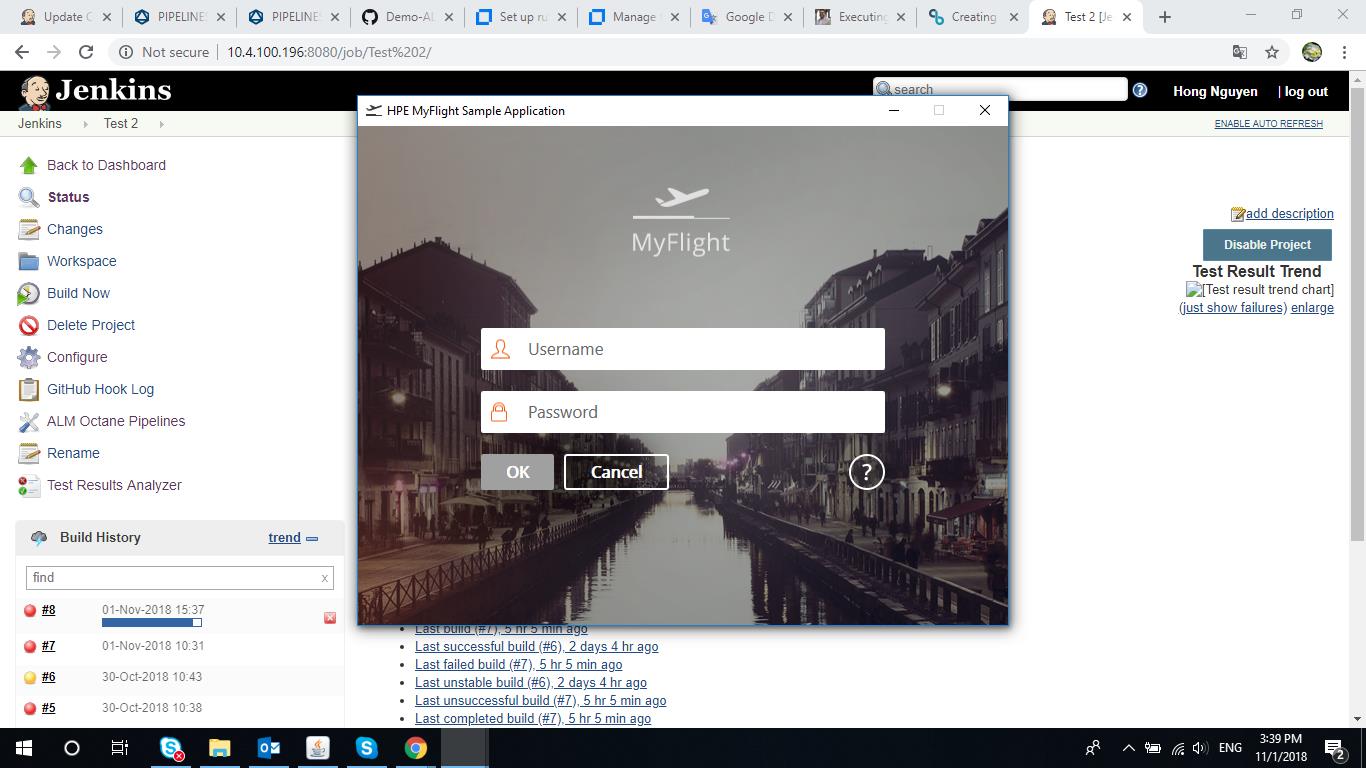 Update C
PIPELINES
PIPELINES
Demo-AL
Set up ru
Manage
Google D
Executing
Creating
Test 2 [Je
Not secure | 10.4.100.196:8080/job/Test%202/
Jenkins
search
Hong Nguyen | log out
Jenkins
Test 2
ENABLE AUTO REFRESH
Back to Dashboard
Status
Changes
Workspace
Build Now
Delete Project
Configure
GitHub Hook Log
ALM Octane Pipelines
Rename
Test Results Analyzer
Build History
trend
find
x
#8 01-Nov-2018 15:37
#7 01-Nov-2018 10:31
#6 30-Oct-2018 10:43
#5 30-Oct-2018 10:38
HPE MyFlight Sample Application
MyFlight
Username
Password
OK
Cancel
?
add description
Disable Project
Test Result Trend
[Test result trend chart]
(just show failures) enlarge
Last build (#7), 5 hr 5 min ago
Last successful build (#6), 2 days 4 hr ago
Last failed build (#7), 5 hr 5 min ago
Last unstable build (#6), 2 days 4 hr ago
Last unsuccessful build (#7), 5 hr 5 min ago
Last completed build (#7), 5 hr 5 min ago
ENG
3:39 PM
11/1/2018
2